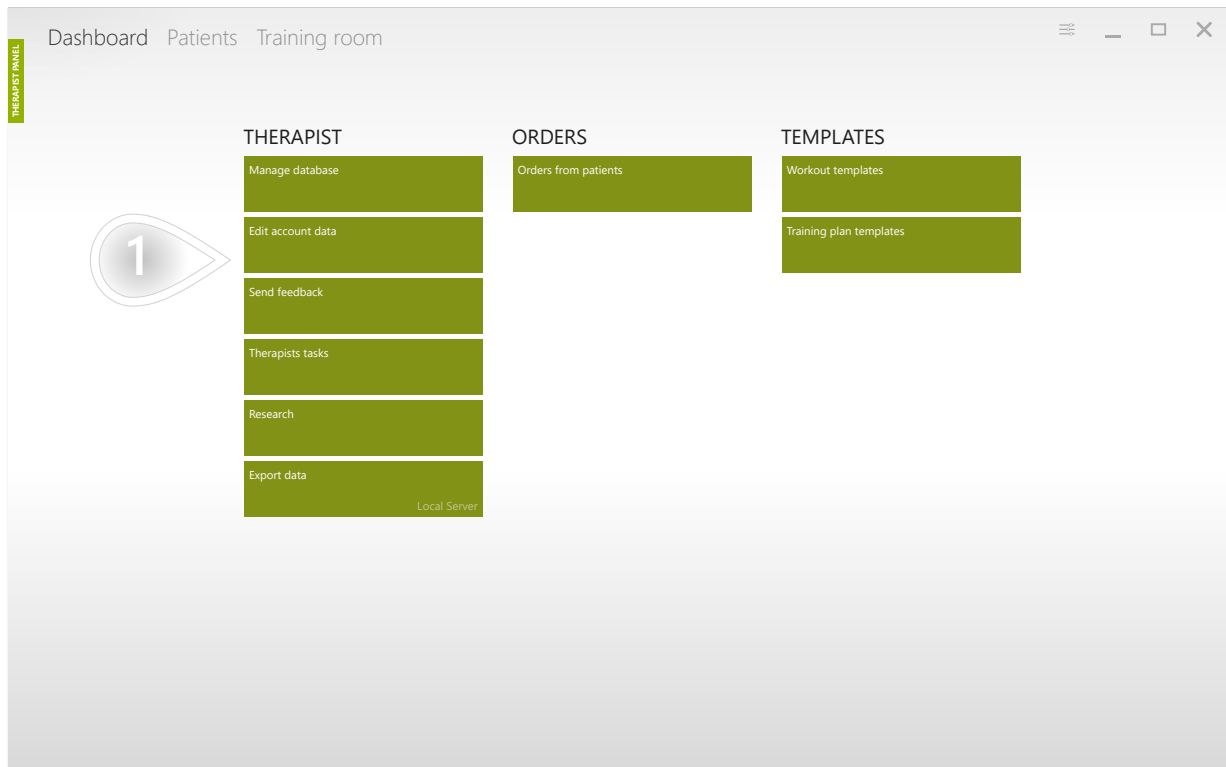 Dashboard Patients Training room
THERAPIST PANEL
THERAPIST
Manage database
1
Edit account data
Send feedback
Therapists tasks
Research
Export data
Local Server
ORDERS
Orders from patients
TEMPLATES
Workout templates
Training plan templates